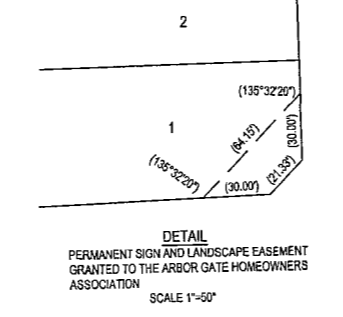 2
(135°32'20")
1
(64.15')
(30.00')
(135°32'20")
(21.33')
(30.00')
DETAIL
PERMANENT SIGN AND LANDSCAPE EASEMENT
GRANTED TO THE ARBOR GATE HOMEOWNERS
ASSOCIATION
SCALE 1"=50"